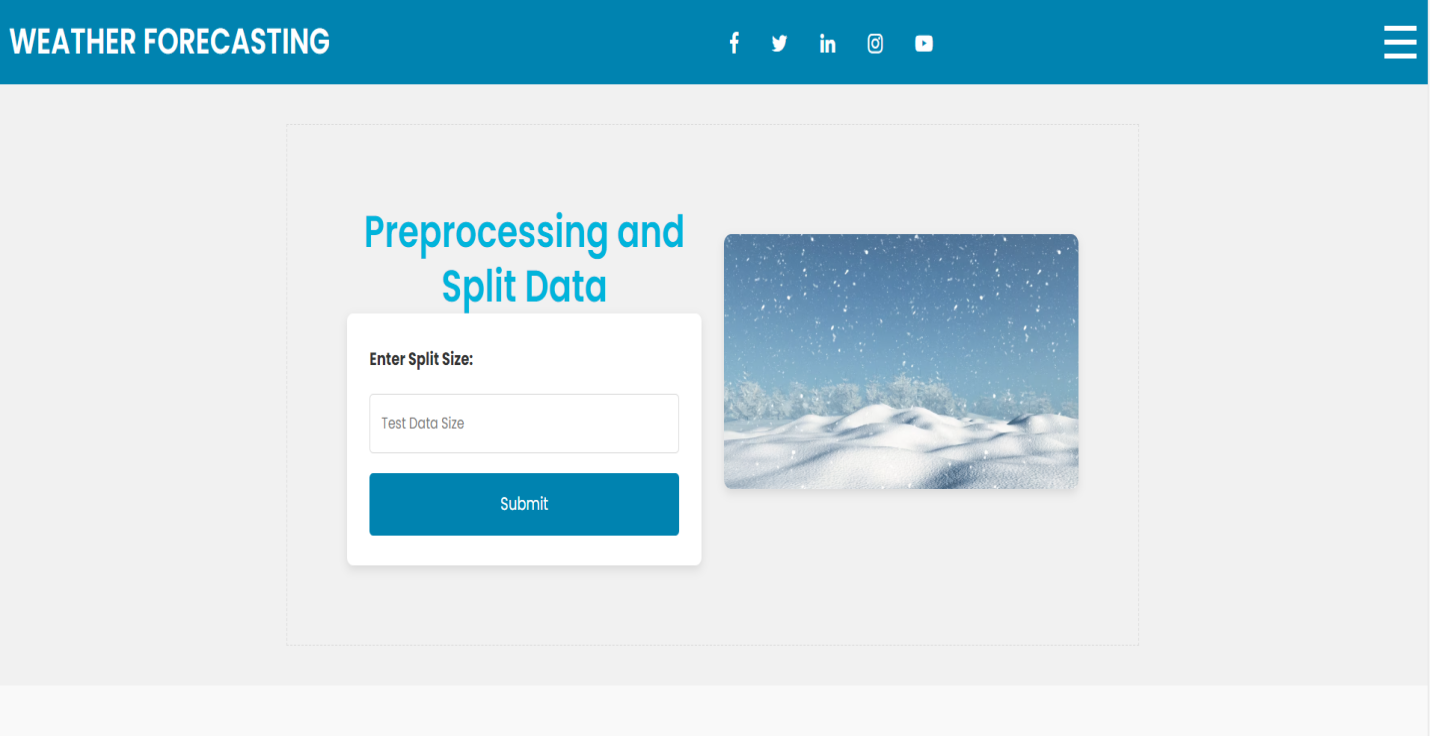 WEATHER FORECASTING
Preprocessing and
Split Data
Enter Split Size:
Test Data Size
Submit